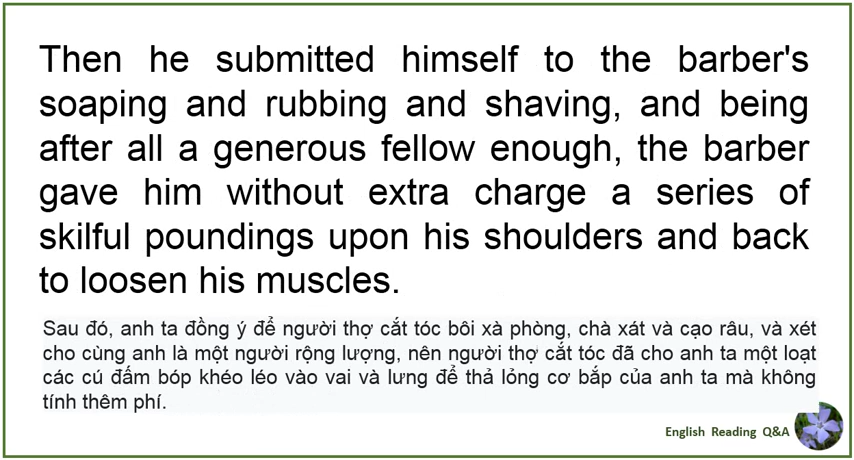 Then he submitted himself to the barber's
soaping and rubbing and shaving, and being
after all a generous fellow enough, the barber
gave him without extra charge a series of
skilful poundings upon his shoulders and back
to loosen his muscles.
Sau đó, anh ta đồng ý để người thợ cắt tóc bôi xà phòng, chà xát và cạo râu, và xét
cho cùng anh là một người rộng lượng, nên người thợ cắt tóc đã cho anh ta một loạt
các cú đấm bóp khéo léo vào vai và lưng để thả lỏng cơ bắp của anh ta mà không
tính thêm phí.
English Reading Q&A